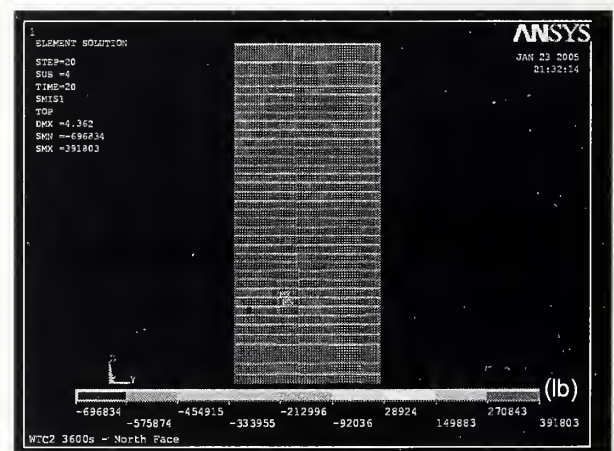 1
ELEMENT SOLUTION
STEP=20
SUB =4
TIME=20
SMIS1
TOP
DMX =4.362
SMN =-696834
SMX =391803
ANSYS
JAN 23 2005
21:32:14
(lb)
-696834 -454915 -212996 28924 270843
-575874 -333955 -92036 149883 391803
WTC2 3600s - North Face